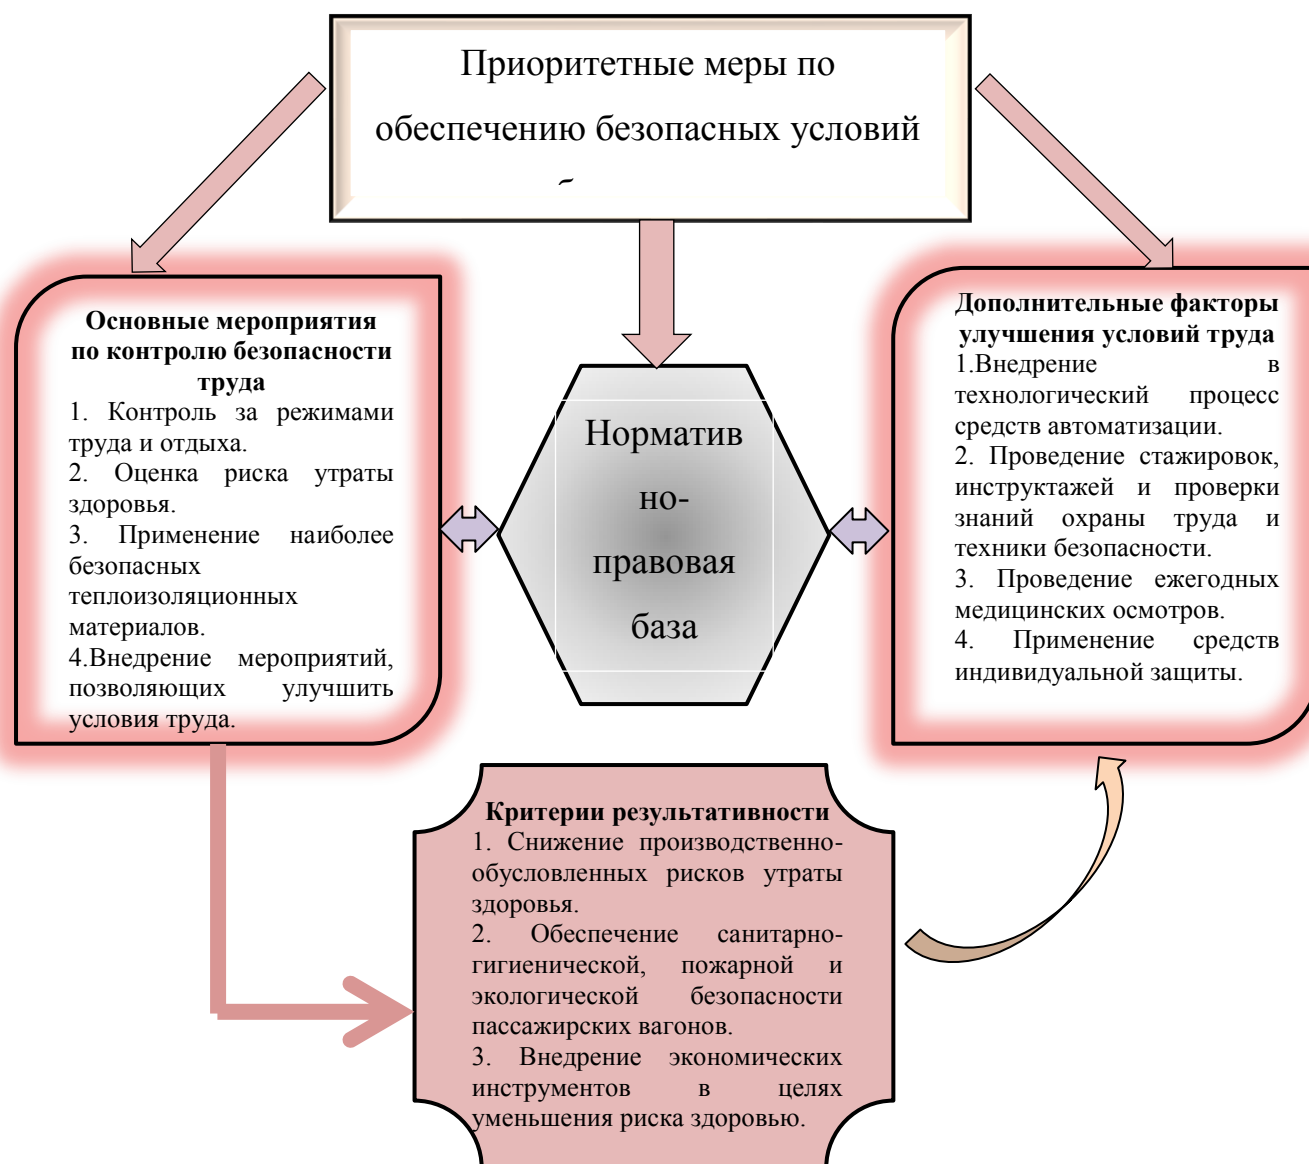 Приоритетные меры по
обеспечению безопасных условий
Основные мероприятия
по контролю безопасности
труда
1. Контроль за режимами
труда и отдыха.
2. Оценка риска утраты
здоровья.
3. Применение наиболее
безопасных
теплоизоляционных
материалов.
4.Внедрение мероприятий,
позволяющих улучшить
условия труда.
Норматив
но-
правовая
база
Дополнительные факторы
улучшения условий труда
1.Внедрение в
технологический процесс
средств автоматизации.
2. Проведение стажировок,
инструктажей и проверки
знаний охраны труда и
техники безопасности.
3. Проведение ежегодных
медицинских осмотров.
4. Применение средств
индивидуальной защиты.
Критерии результативности
1. Снижение производственно-
обусловленных рисков утраты
здоровья.
2. Обеспечение санитарно-
гигиенической, пожарной и
экологической безопасности
пассажирских вагонов.
3. Внедрение экономических
инструментов в целях
уменьшения риска здоровью.